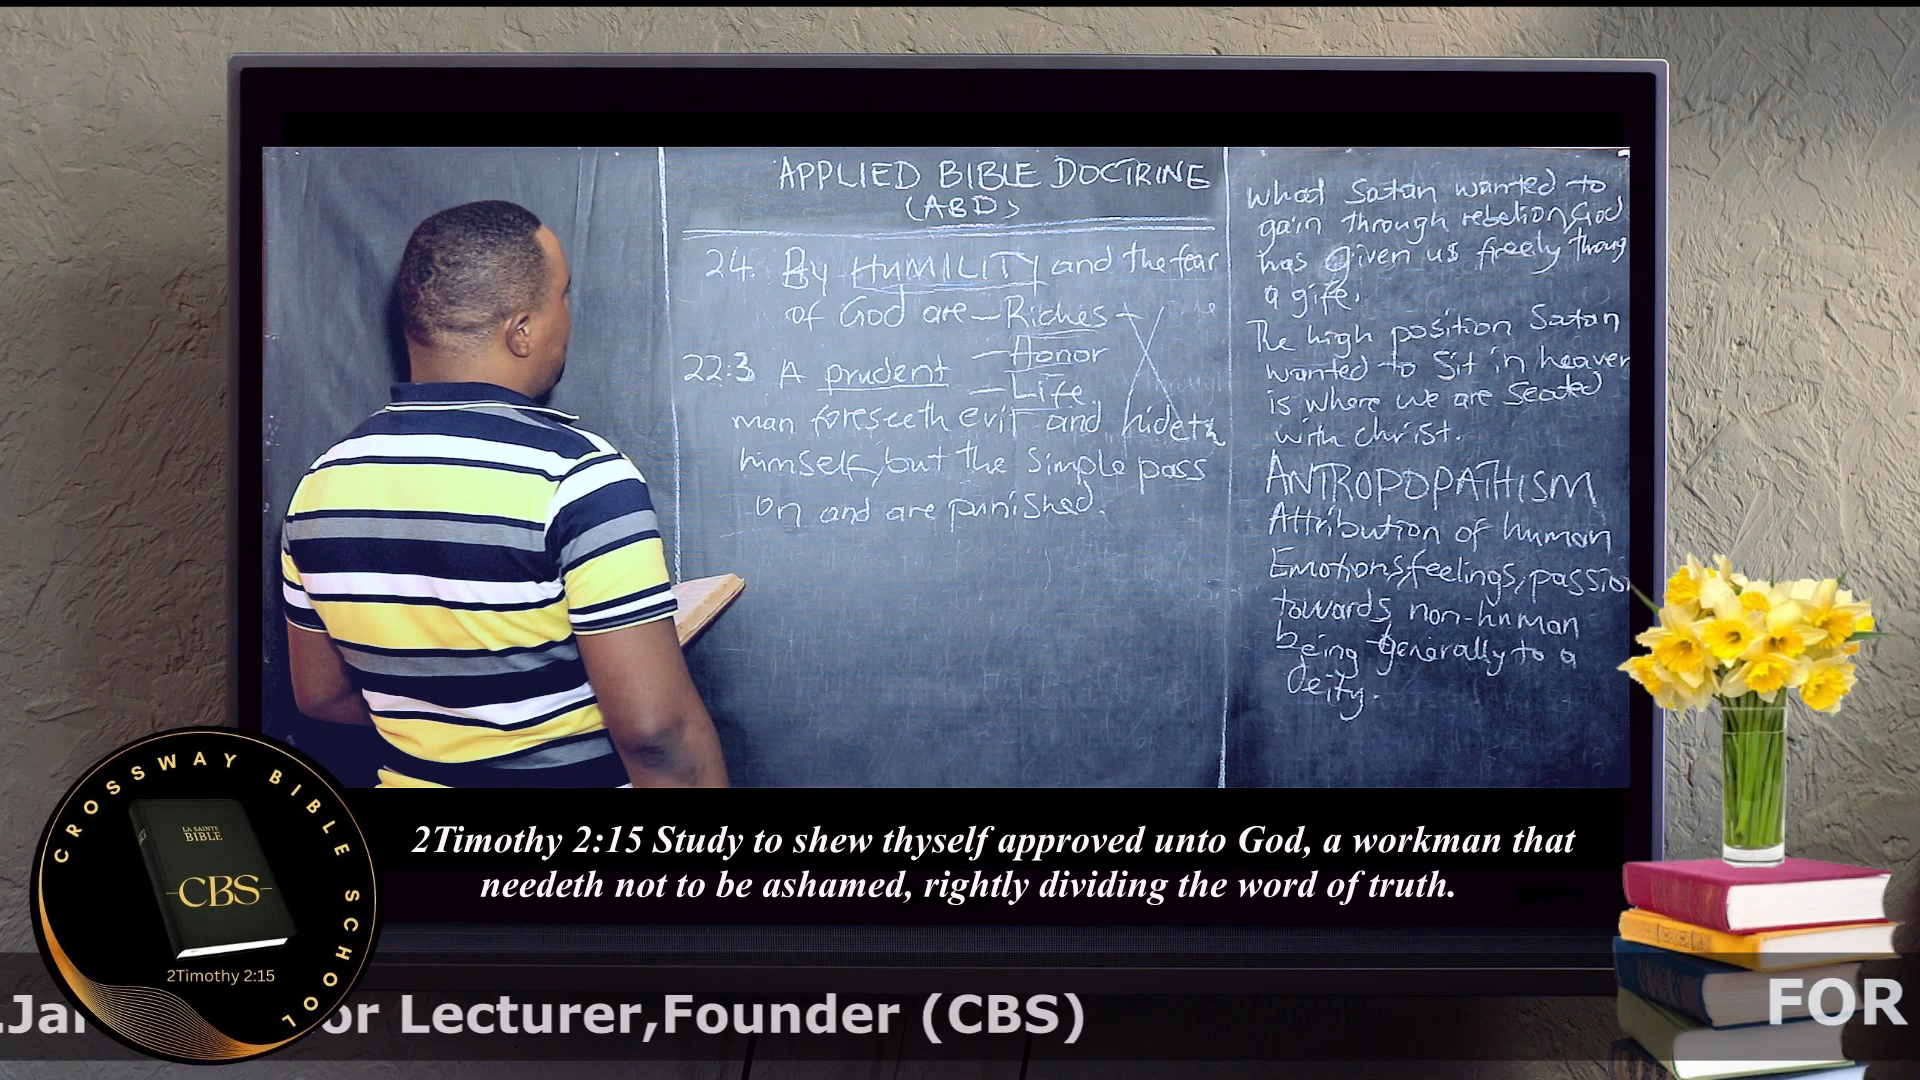 APPLIED BIBLE DOCTRINE
(ABD)
24. By HUMILITY and the fear
of God are - Riches
- Honor
- Life
22:3 A prudent
man foreseeth evil and hideth
himself, but the simple pass
on and are punished.
What Satan wanted to
gain through rebelion, God
has given us freely throug
a gift.
The high position Satan
wanted to sit in heaven
is where we are seated
with Christ.
ANTROPOPATHISM
Attribution of human
Emotions, feelings, passion
towards non-human
being generally to a
deity.
2Timothy 2:15 Study to shew thyself approved unto God, a workman that
needeth not to be ashamed, rightly dividing the word of truth.
CROSSWAY BIBLE SCHOOL
LA SAINTE
BIBLE
CBS
2Timothy 2:15
.Ja
or Lecturer,Founder (CBS)
FOR